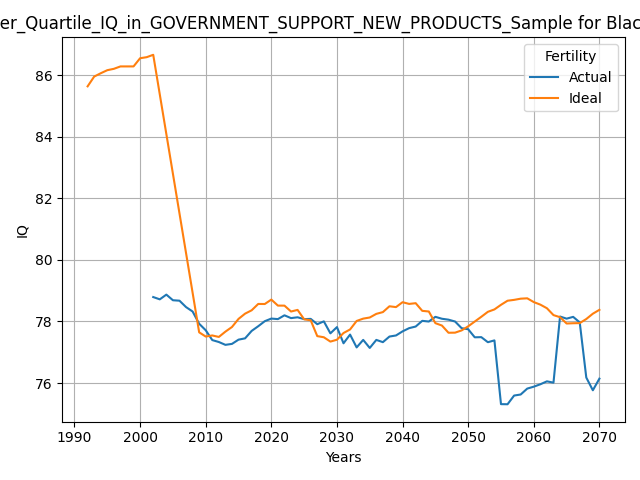 er_Quartile_IQ_in_GOVERNMENT_SUPPORT_NEW_PRODUCTS_Sample for Blac
Fertility
Actual
Ideal
IQ
86
84
82
80
78
76
1990 2000 2010 2020 2030 2040 2050 2060 2070
Years